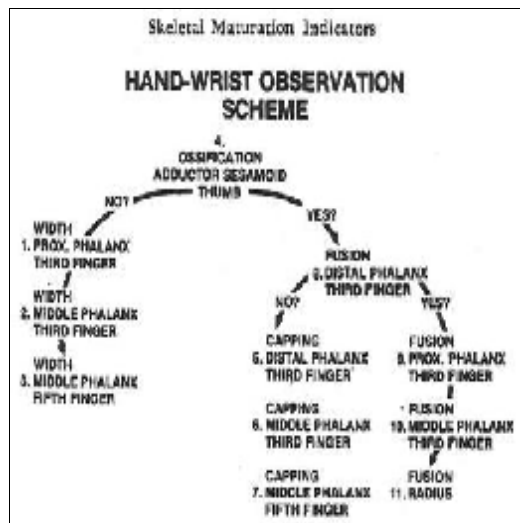 Skeletal Maturation Indicators
HAND-WRIST OBSERVATION
SCHEME
4.
OSSIFICATION
ADDUCTOR SESAMOID
THUMB
NO?
YES?
WIDTH
1. PROX. PHALANX
THIRD FINGER
WIDTH
2. MIDDLE PHALANX
THIRD FINGER
WIDTH
3. MIDDLE PHALANX
FIFTH FINGER
FUSION
8. DISTAL PHALANX
THIRD FINGER
NO?
YES?
CAPPING
5. DISTAL PHALANX
THIRD FINGER
CAPPING
6. MIDDLE PHALANX
THIRD FINGER
CAPPING
7. MIDDLE PHALANX
FIFTH FINGER
FUSION
9. PROX. PHALANX
THIRD FINGER
FUSION
10. MIDDLE PHALANX
THIRD FINGER
FUSION
11. RADIUS